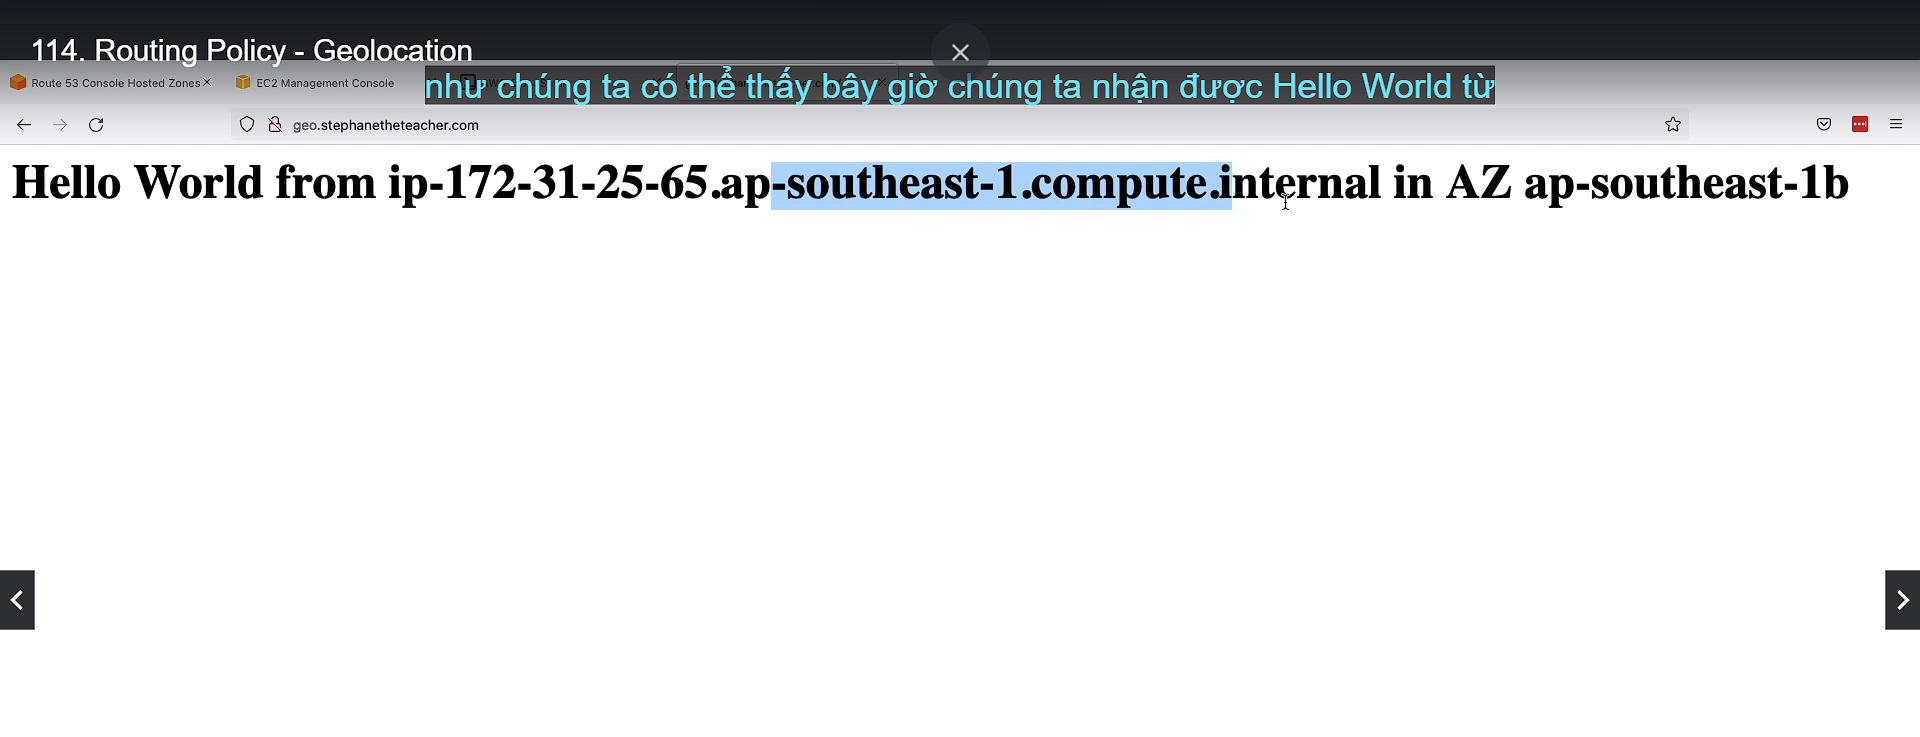 114. Routing Policy - Geolocation
Route 53 Console Hosted Zones
EC2 Management Console
như chúng ta có thể thấy bây giờ chúng ta nhận được Hello World từ
geo.stephanetheteacher.com
Hello World from ip-172-31-25-65.ap-southeast-1.compute.internal in AZ ap-southeast-1b